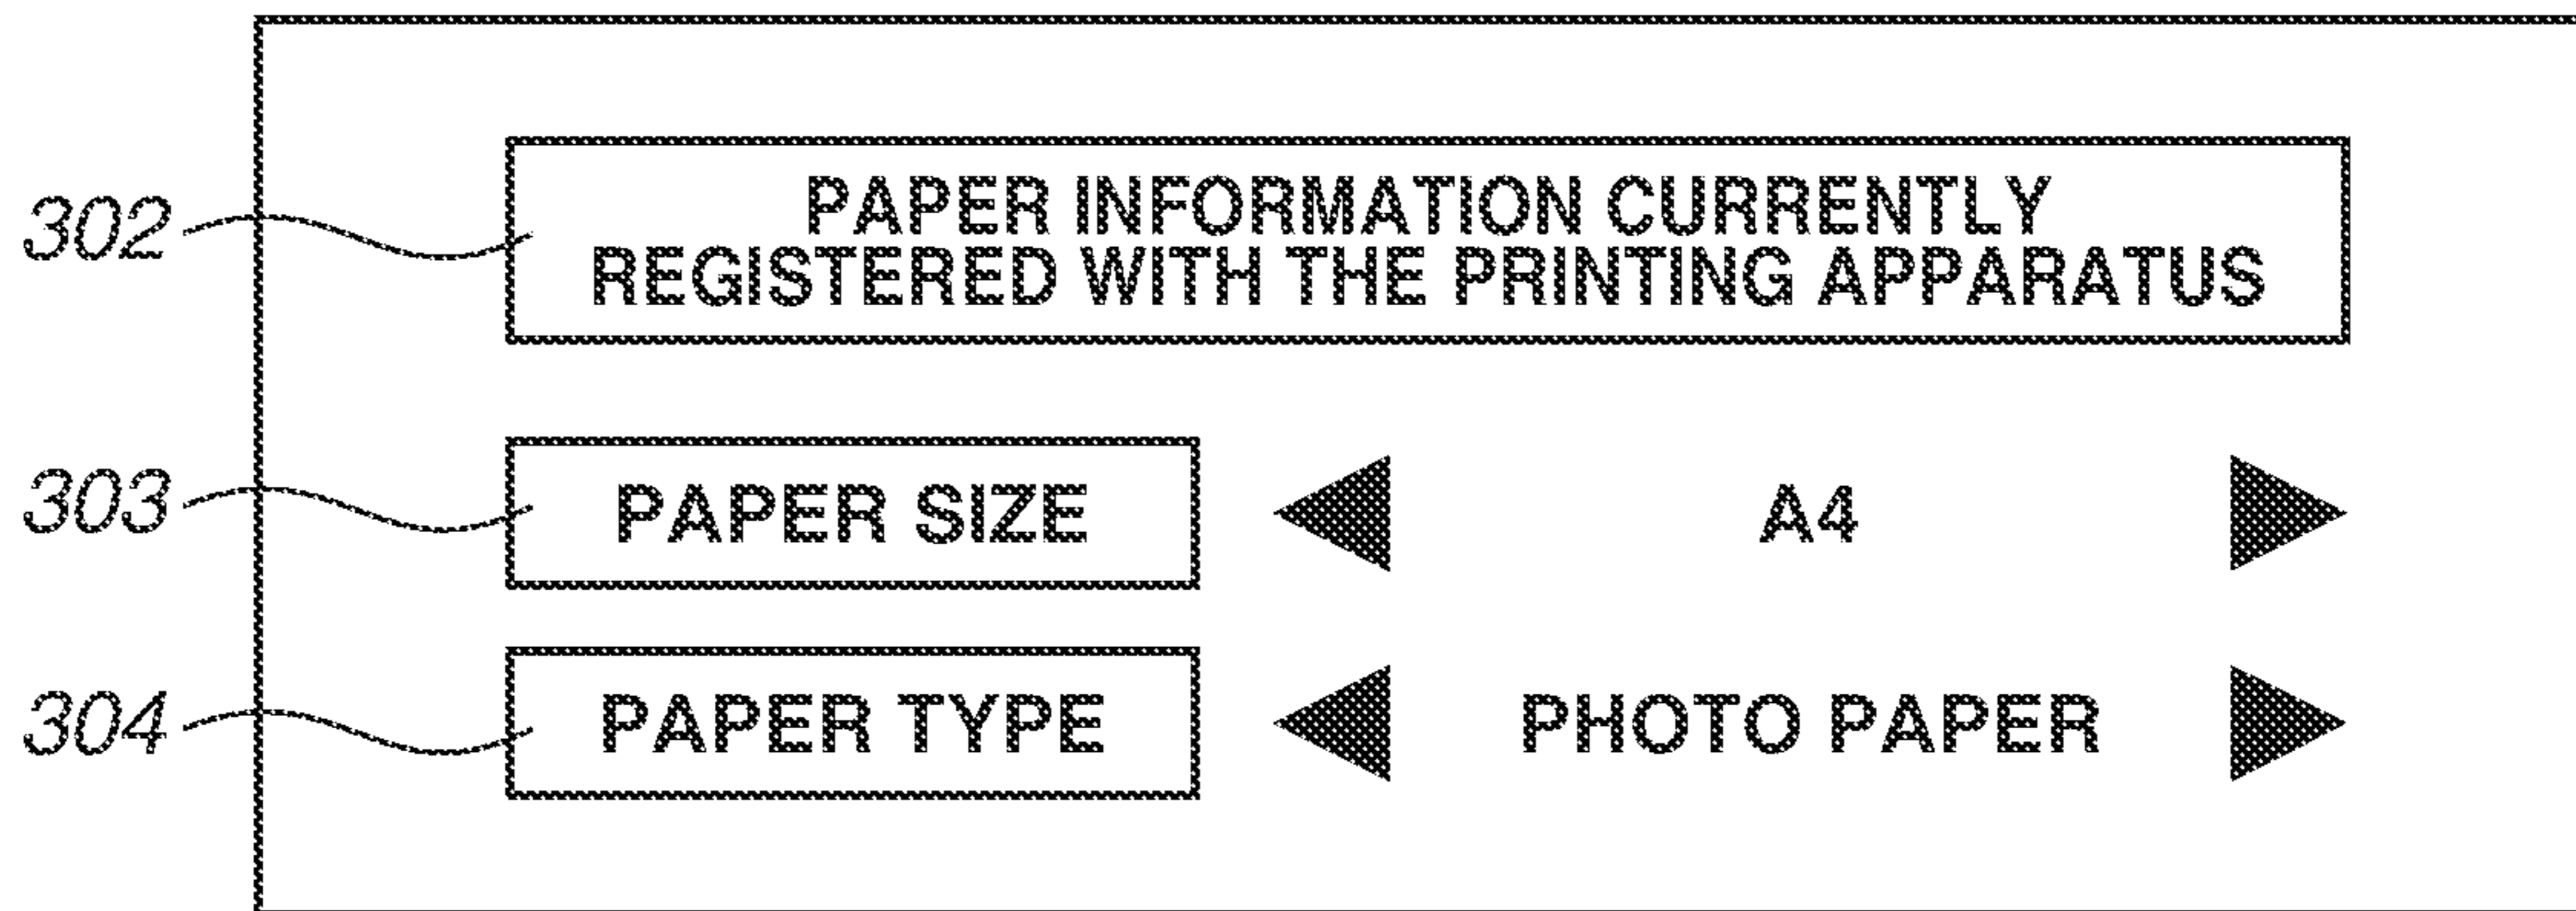 302 PAPER INFORMATION CURRENTLY
REGISTERED WITH THE PRINTING APPARATUS
303 PAPER SIZE A4
304 PAPER TYPE PHOTO PAPER